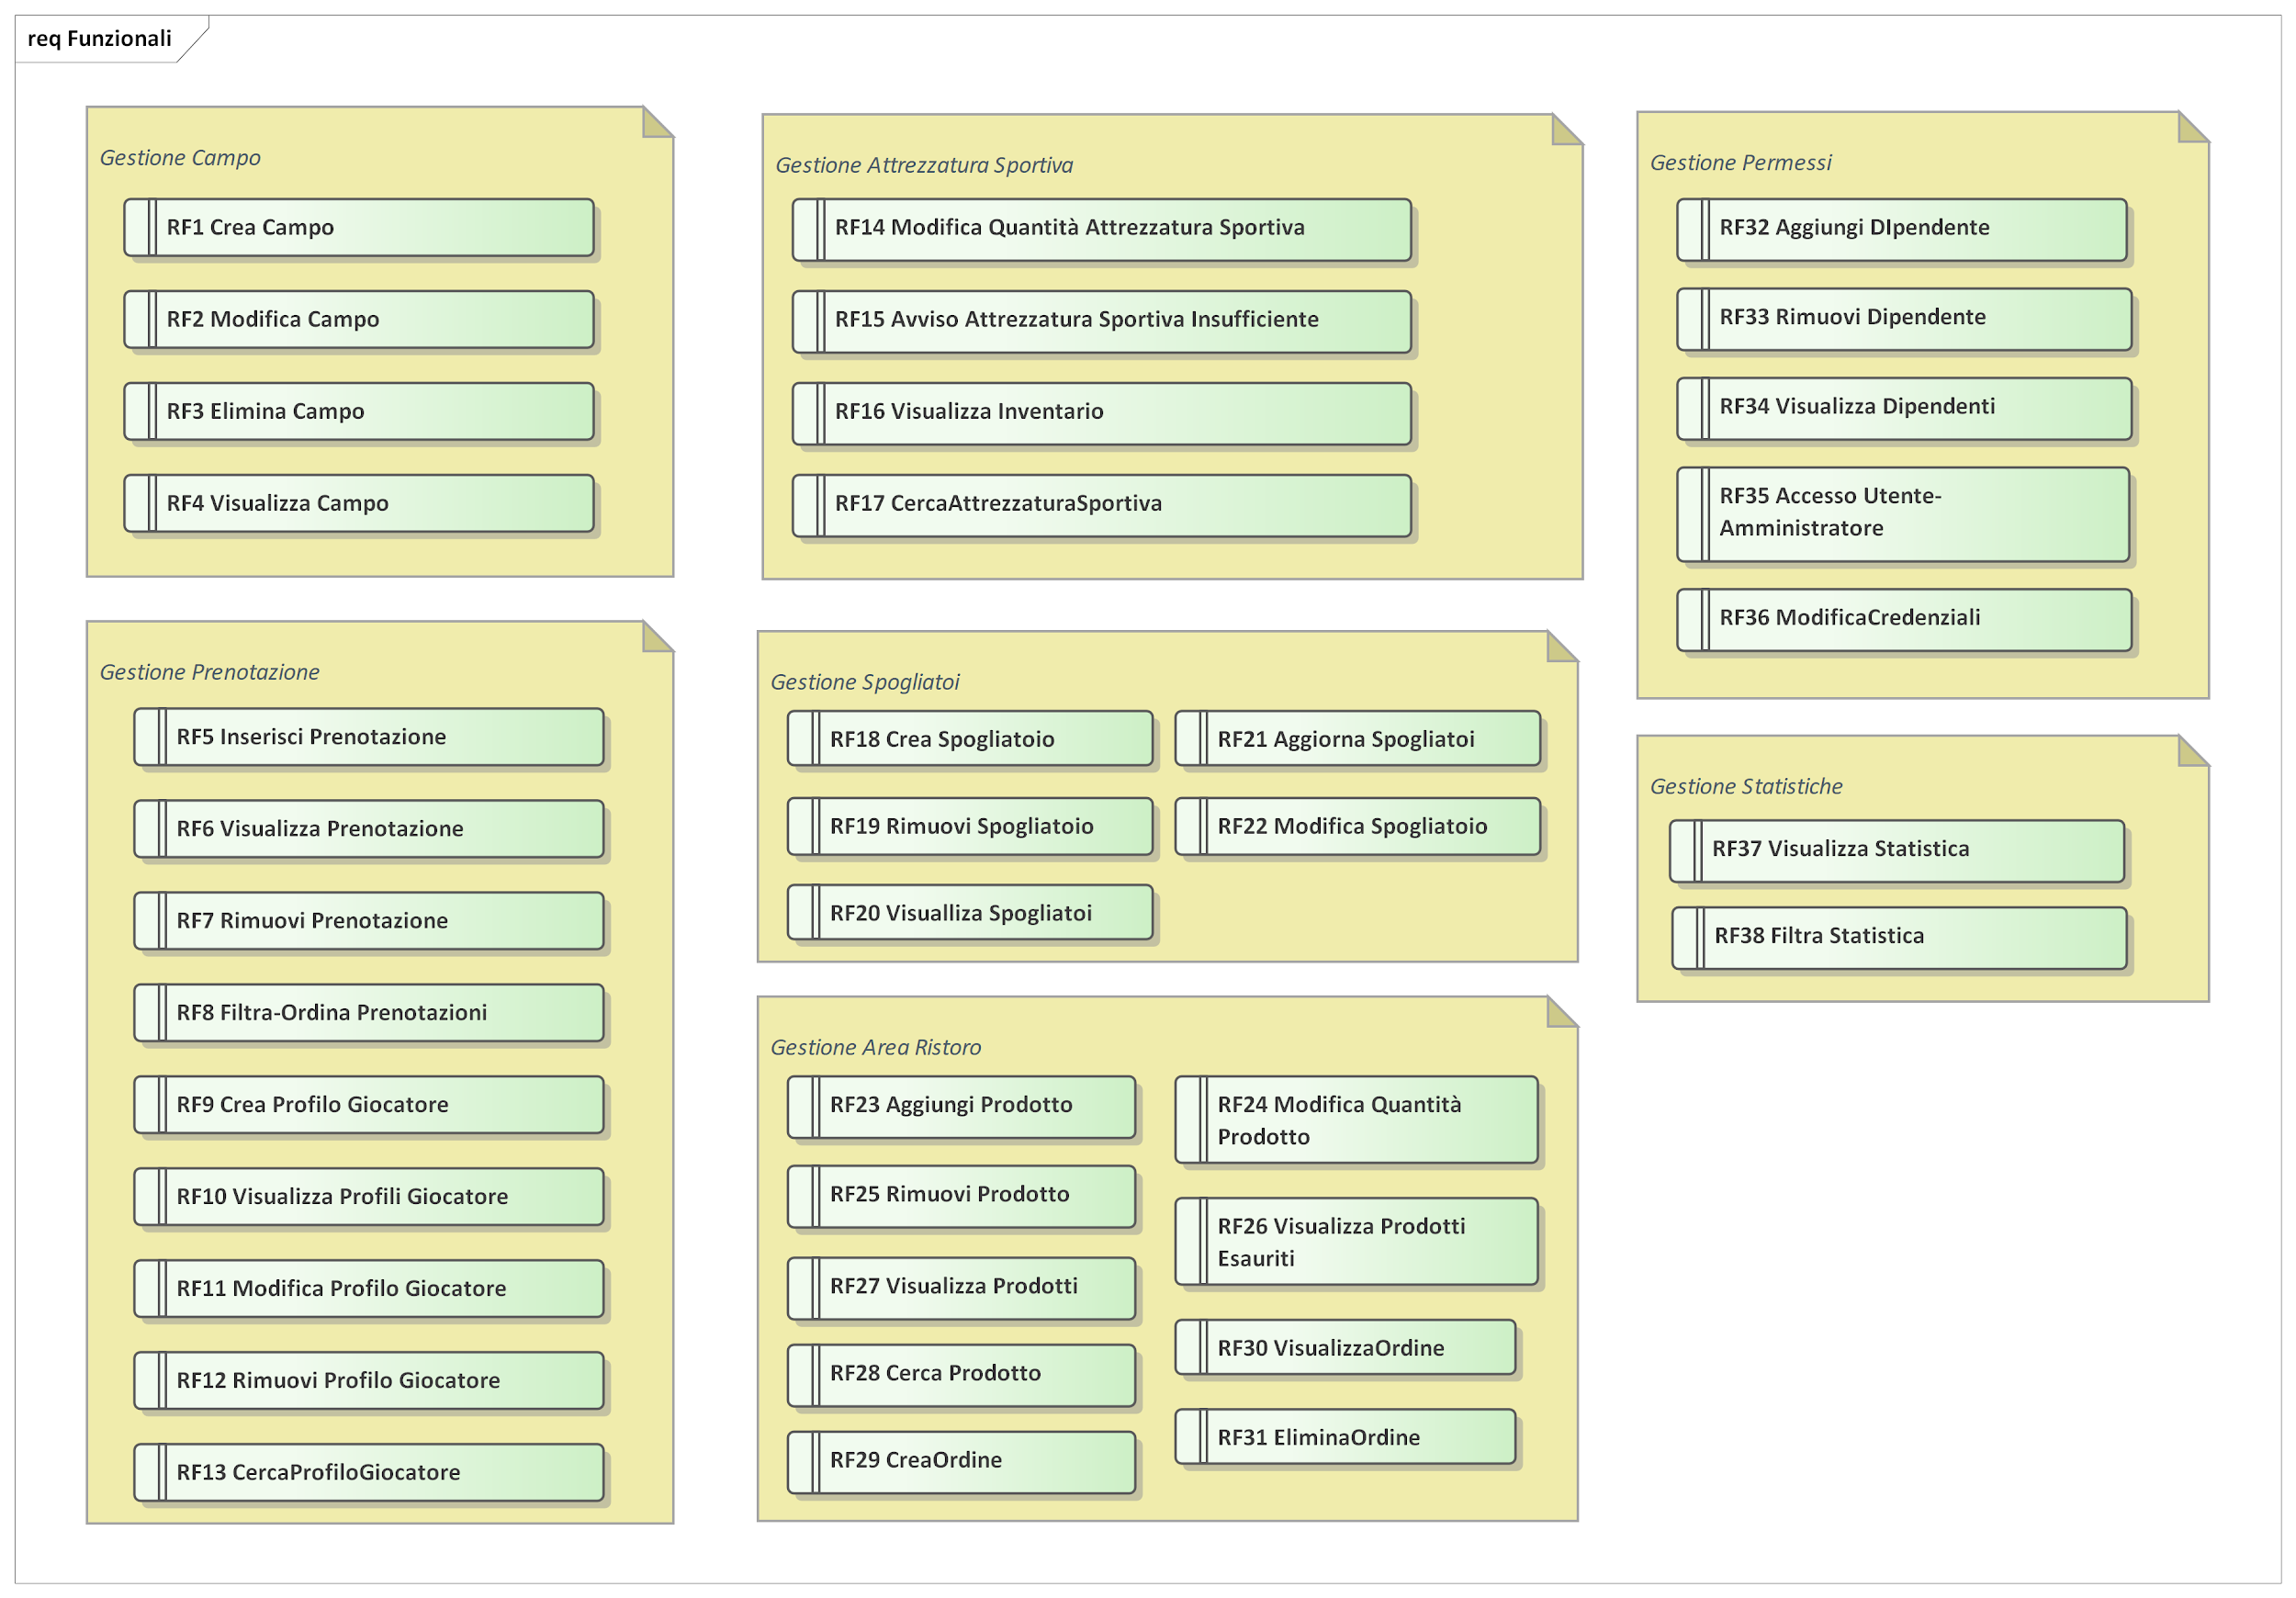 req Funzionali
Gestione Campo
RF1 Crea Campo
RF2 Modifica Campo
RF3 Elimina Campo
RF4 Visualizza Campo
Gestione Prenotazione
RF5 Inserisci Prenotazione
RF6 Visualizza Prenotazione
RF7 Rimuovi Prenotazione
RF8 Filtra-Ordina Prenotazioni
RF9 Crea Profilo Giocatore
RF10 Visualizza Profili Giocatore
RF11 Modifica Profilo Giocatore
RF12 Rimuovi Profilo Giocatore
RF13 CercaProfiloGiocatore
Gestione Attrezzatura Sportiva
RF14 Modifica Quantità Attrezzatura Sportiva
RF15 Avviso Attrezzatura Sportiva Insufficiente
RF16 Visualizza Inventario
RF17 CercaAttrezzaturaSportiva
Gestione Spogliatoi
RF18 Crea Spogliatoio
RF21 Aggiorna Spogliatoi
RF19 Rimuovi Spogliatoio
RF22 Modifica Spogliatoio
RF20 Visualliza Spogliatoi
Gestione Area Ristoro
RF23 Aggiungi Prodotto
RF24 Modifica Quantità
Prodotto
RF25 Rimuovi Prodotto
RF26 Visualizza Prodotti
Esauriti
RF27 Visualizza Prodotti
RF30 VisualizzaOrdine
RF28 Cerca Prodotto
RF31 EliminaOrdine
RF29 CreaOrdine
Gestione Permessi
RF32 Aggiungi DIpendente
RF33 Rimuovi Dipendente
RF34 Visualizza Dipendenti
RF35 Accesso Utente-
Amministratore
RF36 ModificaCredenziali
Gestione Statistiche
RF37 Visualizza Statistica
RF38 Filtra Statistica